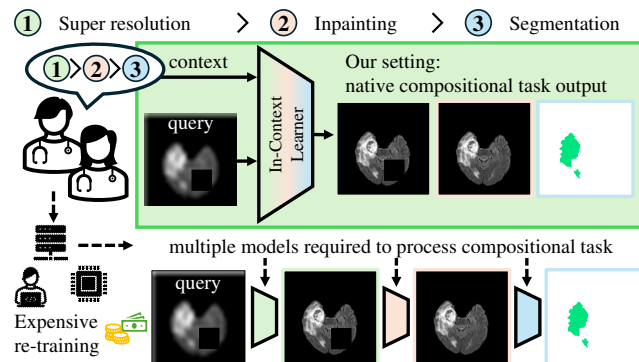 1 Super resolution > 2 Inpainting > 3 Segmentation
1 > 2 > 3
context
Our setting:
native compositional task output
query
In-Context
Learner
multiple models required to process compositional task
query
Expensive
re-training